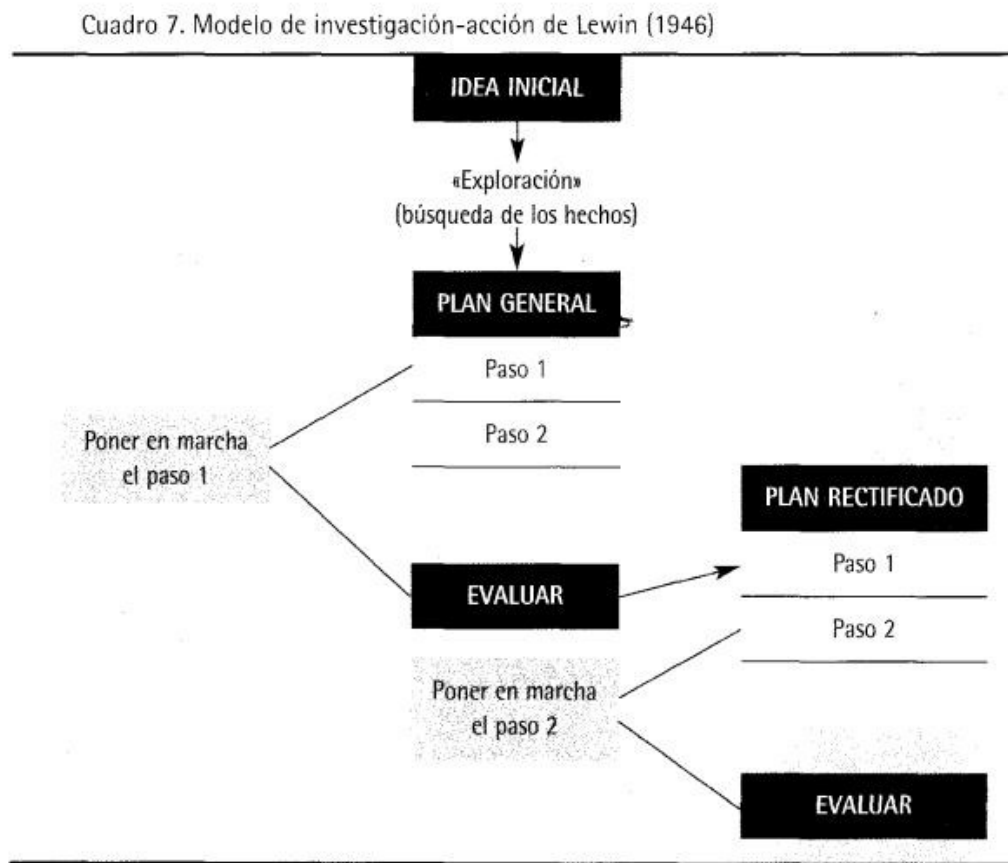 Cuadro 7. Modelo de investigación-acción de Lewin (1946)
IDEA INICIAL
«Exploración»
(búsqueda de los hechos)
PLAN GENERAL
Paso 1
Paso 2
Poner en marcha
el paso 1
PLAN RECTIFICADO
EVALUAR
Paso 1
Paso 2
Poner en marcha
el paso 2
EVALUAR